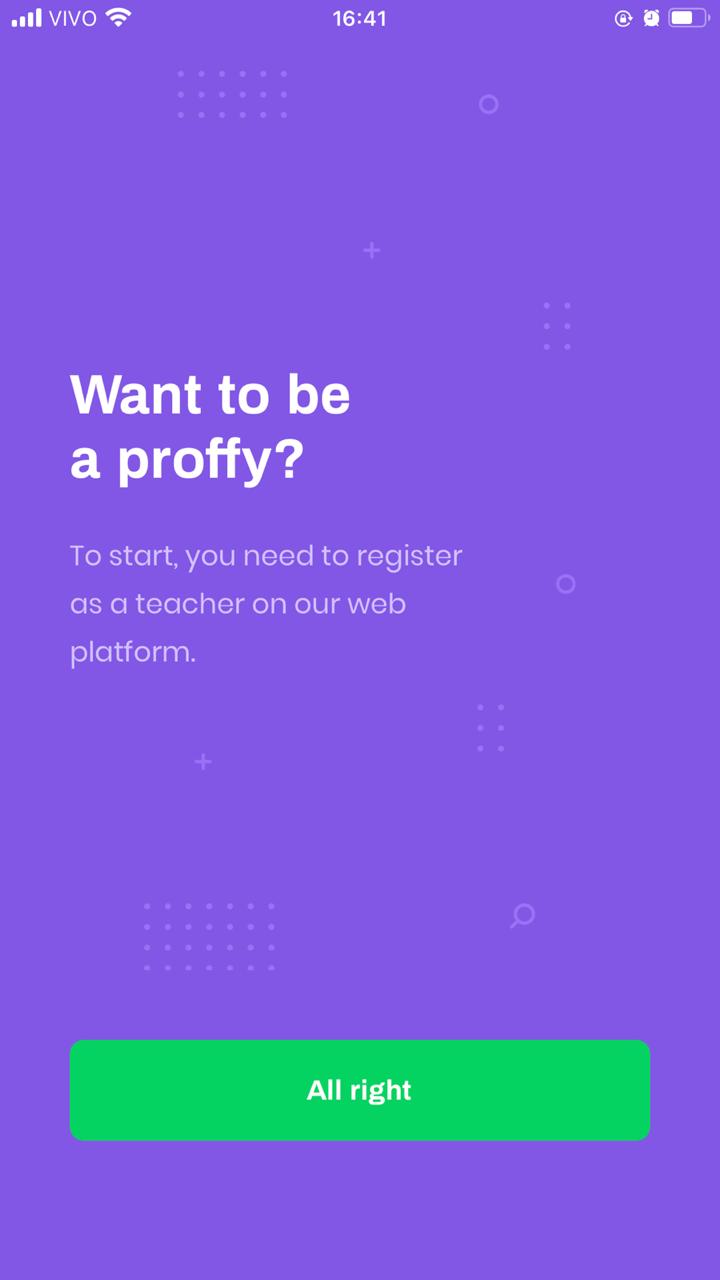 VIVO 16:41
Want to be
a proffy?
To start, you need to register
as a teacher on our web
platform.
All right